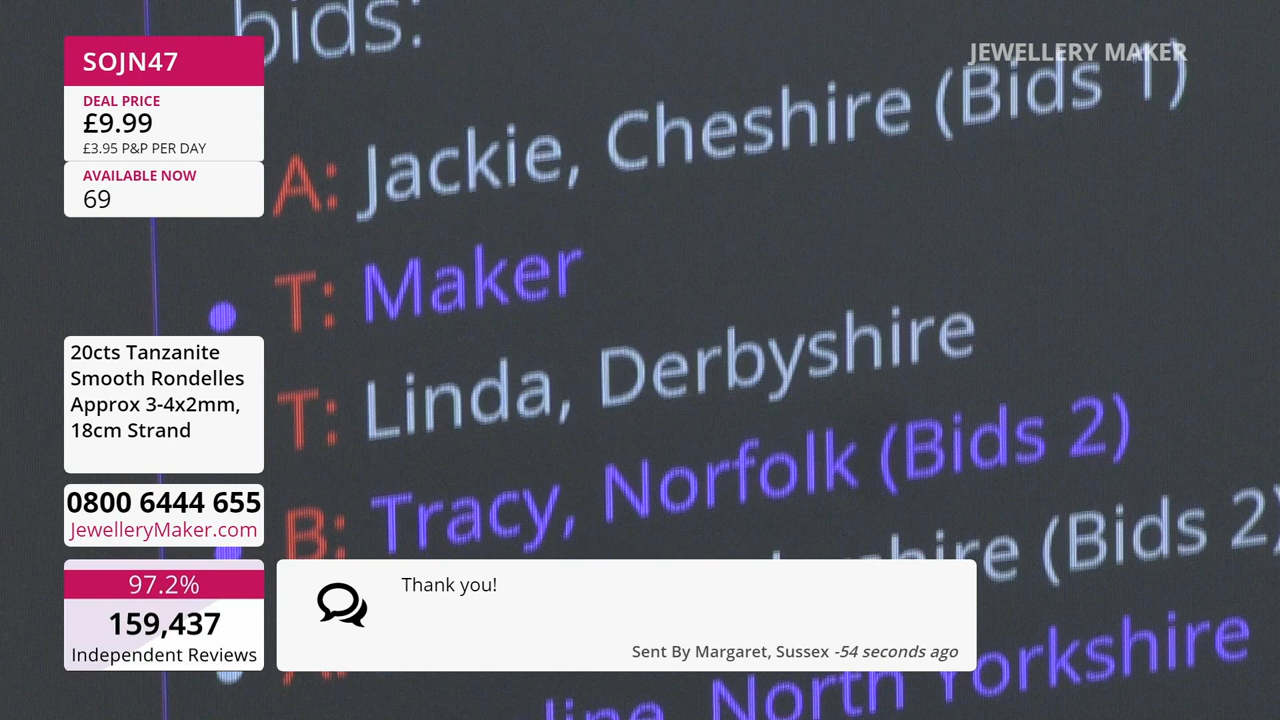 bids:
SOJN47
JEWELLERY MAKER
DEAL PRICE
£9.99
£3.95 P&P PER DAY
AVAILABLE NOW
69
A: Jackie, Cheshire (Bids 1)
T: Maker
T: Linda, Derbyshire
B: Tracy, Norfolk (Bids 2)
(Bids 2)
North Yorkshire
20cts Tanzanite
Smooth Rondelles
Approx 3-4x2mm,
18cm Strand
0800 6444 655
JewelleryMaker.com
97.2%
159,437
Independent Reviews
Thank you!
Sent By Margaret, Sussex -54 seconds ago